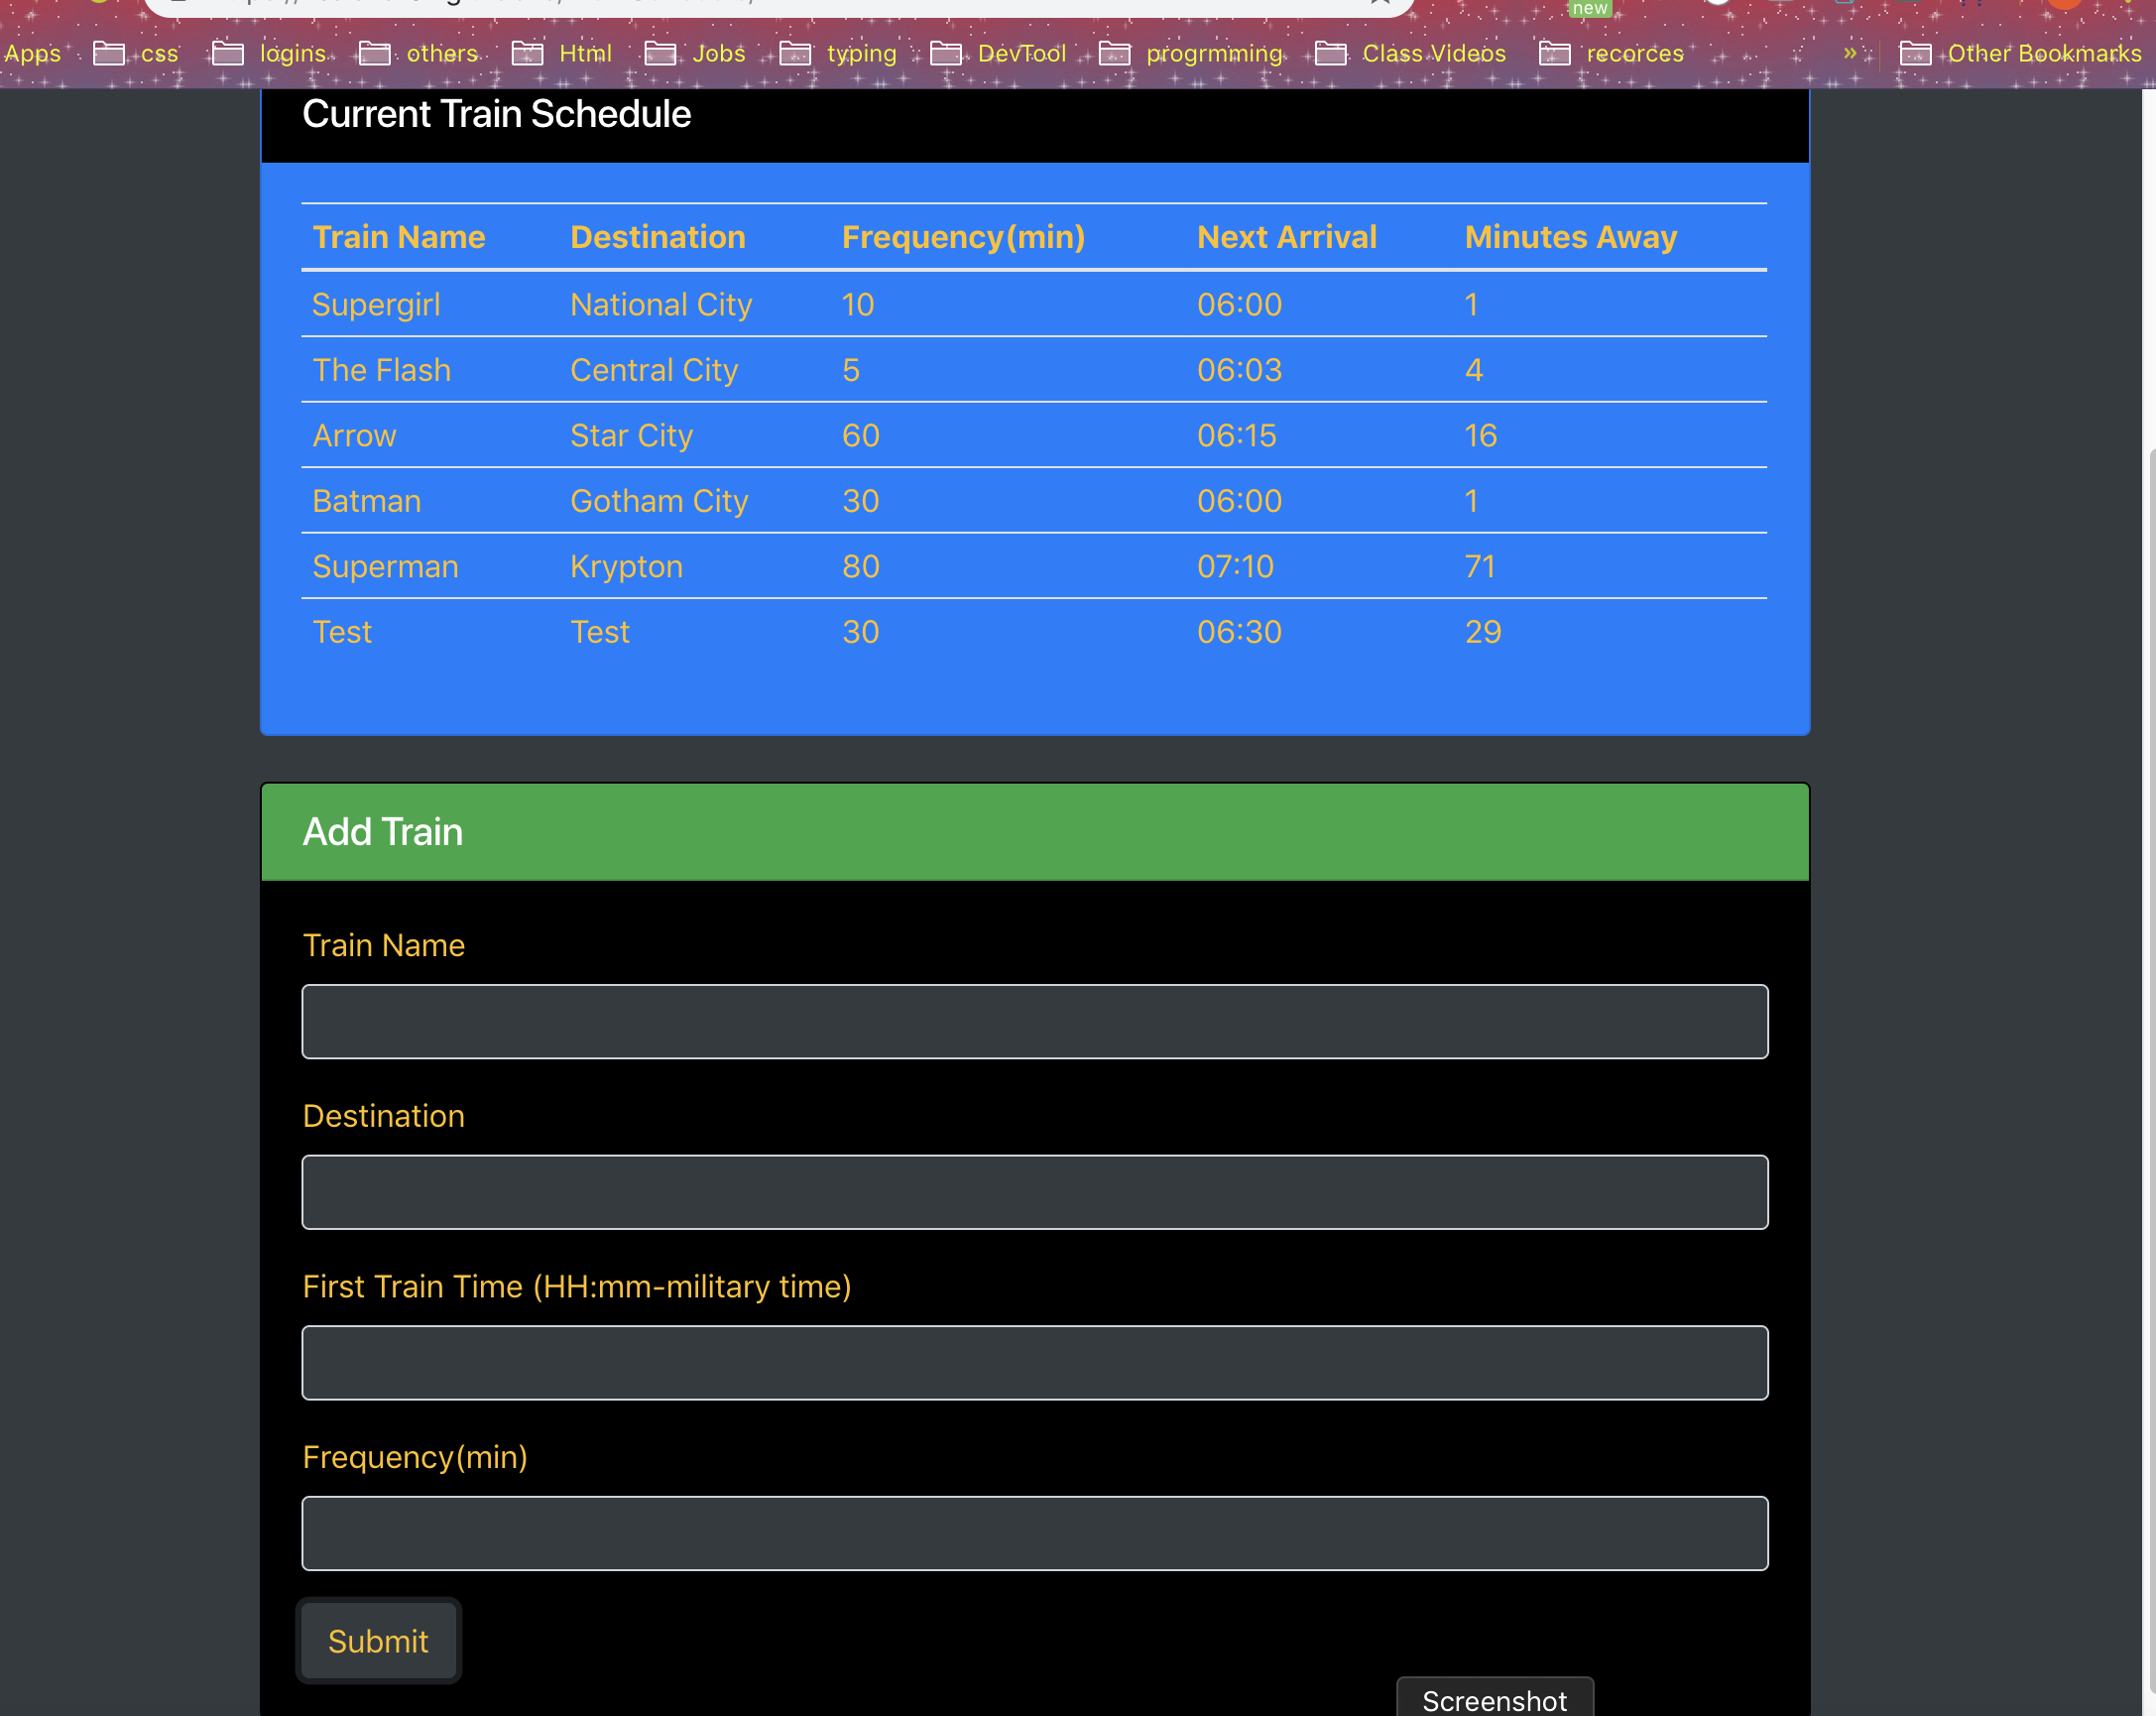 new
Apps css logins others Html Jobs typing DevTool progrmming Class Videos recorces » Other Bookmarks
Current Train Schedule
Train Name Destination Frequency(min) Next Arrival Minutes Away
Supergirl National City 10 06:00 1
The Flash Central City 5 06:03 4
Arrow Star City 60 06:15 16
Batman Gotham City 30 06:00 1
Superman Krypton 80 07:10 71
Test Test 30 06:30 29
Add Train
Train Name
Destination
First Train Time (HH:mm-military time)
Frequency(min)
Submit
Screenshot